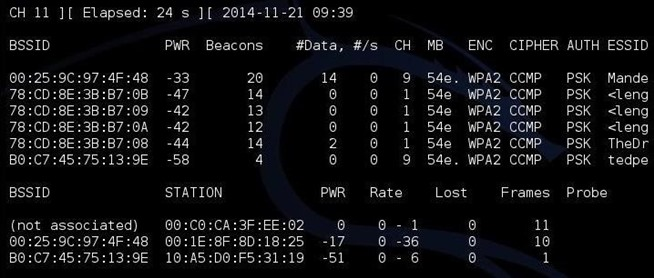 CH 11 ][ Elapsed: 24 s ][ 2014-11-21 09:39
BSSID PWR Beacons #Data, #/s CH MB ENC CIPHER AUTH ESSID
00:25:9C:97:4F:48 -33 20 14 0 9 54e. WPA2 CCMP PSK Mande
78:CD:8E:3B:B7:0B -47 14 0 0 1 54e WPA2 CCMP PSK <leng
78:CD:8E:3B:B7:09 -42 13 0 0 1 54e WPA2 CCMP PSK <leng
78:CD:8E:3B:B7:0A -42 12 0 0 1 54e WPA2 CCMP PSK <leng
78:CD:8E:3B:B7:08 -44 14 2 0 1 54e WPA2 CCMP PSK TheDr
B0:C7:45:75:13:9E -58 4 0 0 9 54e. WPA2 CCMP PSK tedpe
BSSID STATION PWR Rate Lost Frames Probe
(not associated) 00:C0:CA:3F:EE:02 0 0 - 1 0 11
00:25:9C:97:4F:48 00:1E:8F:8D:18:25 -17 0 -36 0 10
B0:C7:45:75:13:9E 10:A5:D0:F5:31:19 -51 0 - 6 0 1